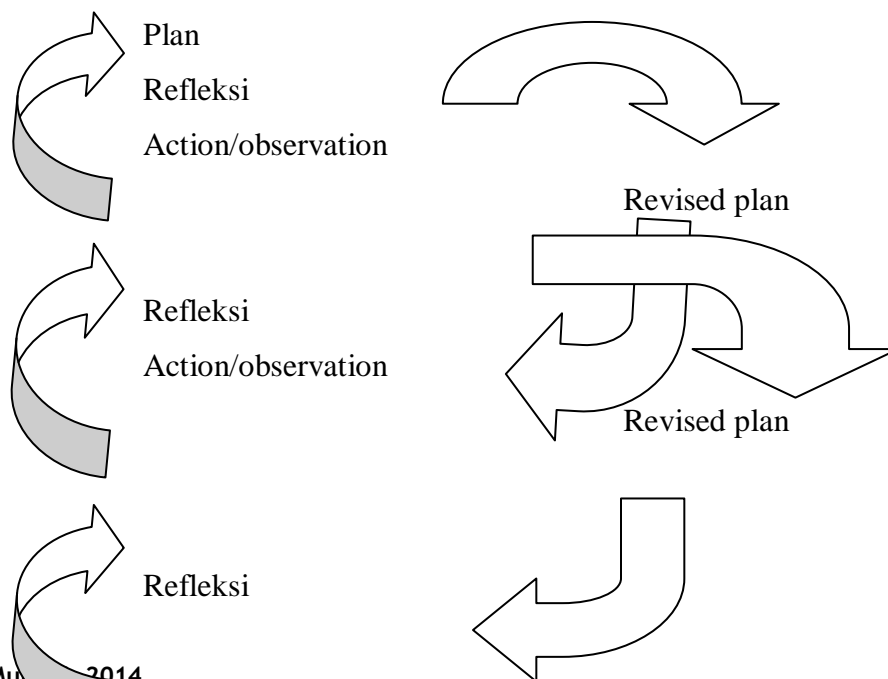 Plan
Refleksi
Action/observation
Revised plan
Refleksi
Action/observation
Revised plan
Refleksi
2014